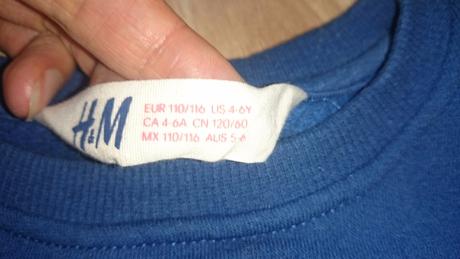 H&M
EUR 110/116 US 4-6Y
CA 4-6A CN 120/60
MX 110/116 AUS 5-6